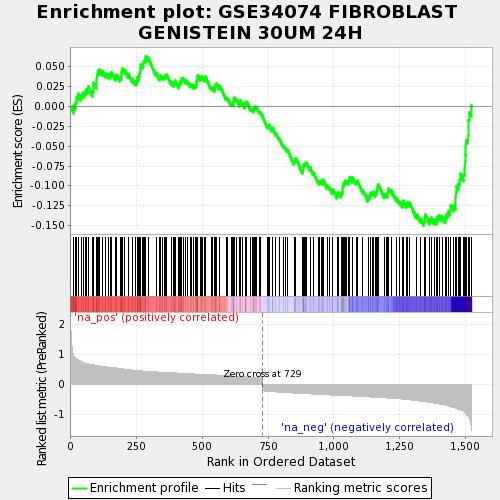 Enrichment plot: GSE34074 FIBROBLAST
GENISTEIN 30UM 24H
Enrichment score (ES)
0.050
0.025
0.000
-0.025
-0.050
-0.075
-0.100
-0.125
-0.150
'na_pos' (positively correlated)
Ranked list metric (PreRanked)
2
1
0
-1
Zero cross at 729
'na_neg' (negatively correlated)
0
250
500
750
1,000
1,250
1,500
Rank in Ordered Dataset
Enrichment profile
Hits
Ranking metric scores